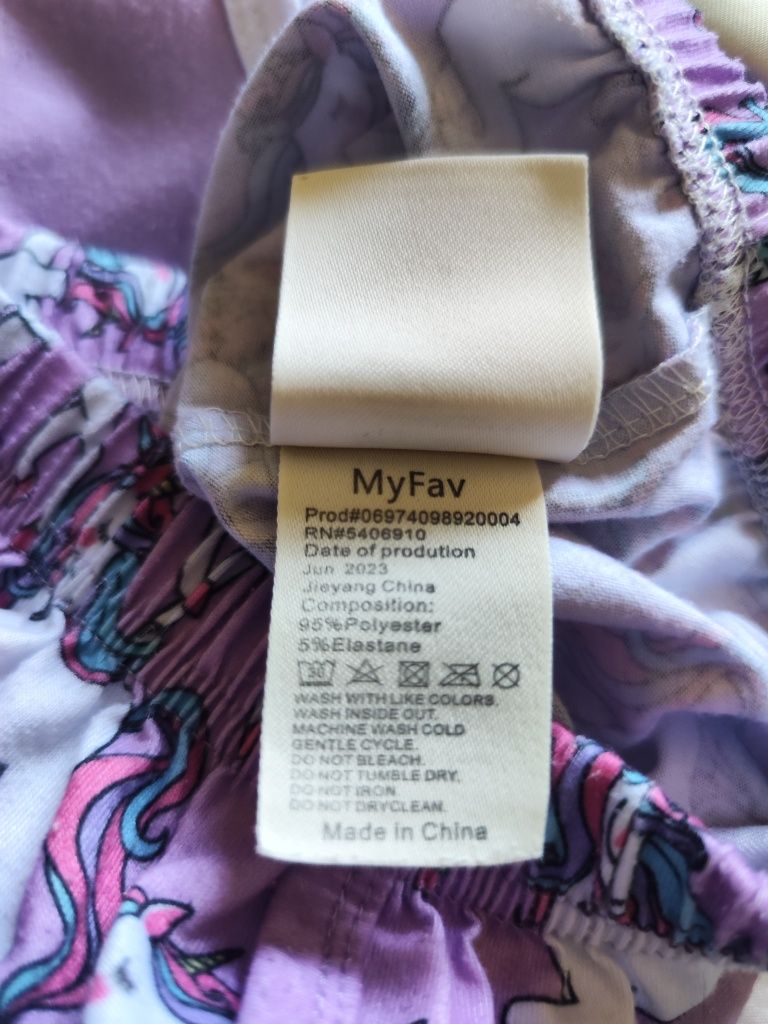 MyFav
Prod#06974098920004
RN#5406910
Date of prodution
Jun 2023
Jieyang China
Composition:
95%Polyester
5%Elastane
30
WASH WITH LIKE COLORS.
WASH INSIDE OUT.
MACHINE WASH COLD
GENTLE CYCLE.
DO NOT BLEACH.
DO NOT TUMBLE DRY.
DO NOT IRON
DO NOT DRYCLEAN.
Made in China